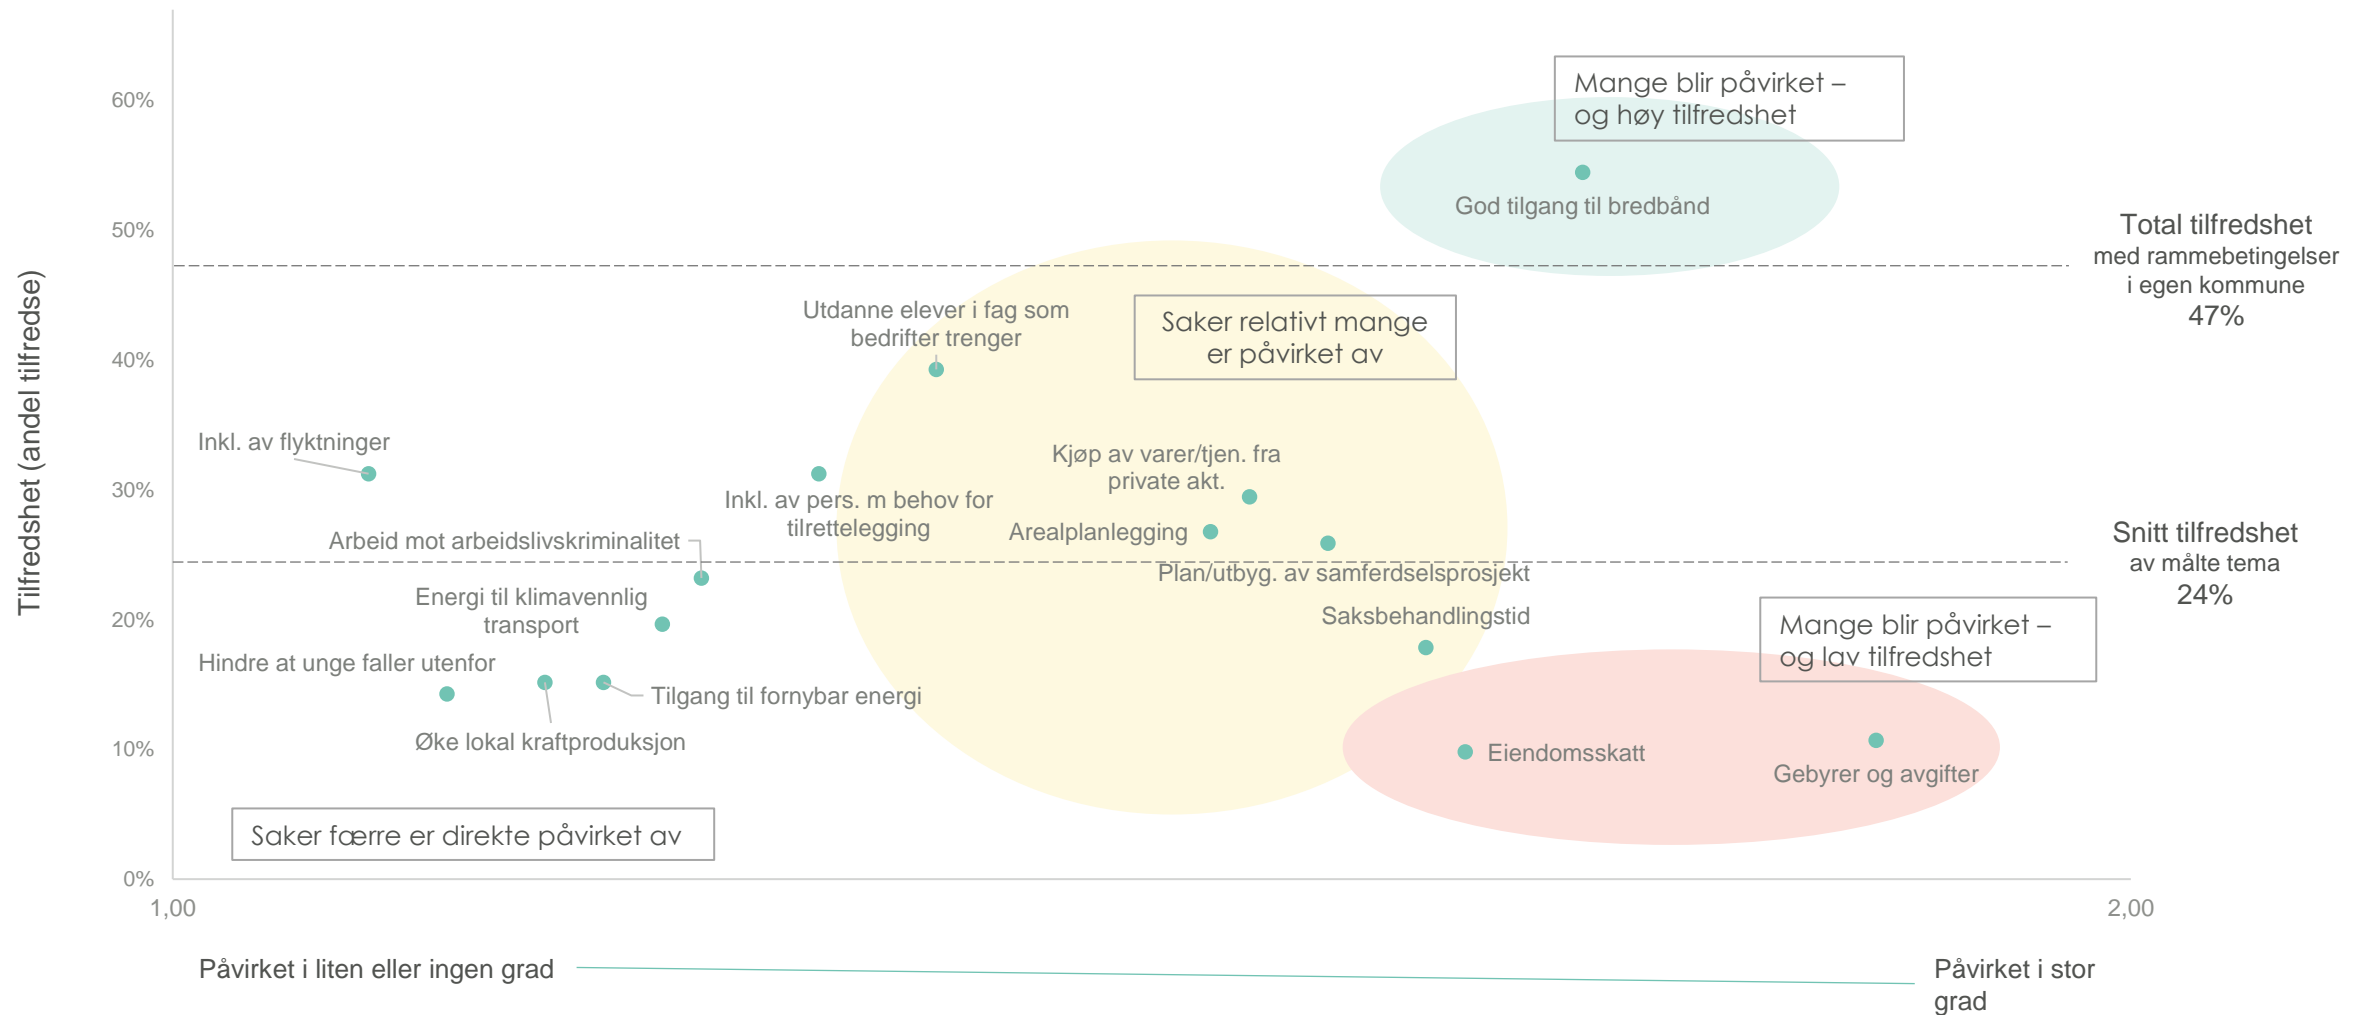 Mange blir påvirket –
og høy tilfredshet
60%
God tilgang til bredbånd
50%
Total tilfredshet
med rammebetingelser
i egen kommune
47%
Tilfredshet (andel tilfredse)
Utdanne elever i fag som
bedrifter trenger
Saker relativt mange
er påvirket av
40%
Inkl. av flyktninger
Kjøp av varer/tjen. fra
private akt.
30%
Inkl. av pers. m behov for
tilrettelegging
Arealplanlegging
Arbeid mot arbeidslivskriminalitet
Snitt tilfredshet
av målte tema
24%
Plan/utbyg. av samferdselsprosjekt
Energi til klimavennlig
transport
20%
Saksbehandlingstid
Mange blir påvirket –
og lav tilfredshet
Hindre at unge faller utenfor
Tilgang til fornybar energi
Øke lokal kraftproduksjon
10%
Eiendomsskatt
Gebyrer og avgifter
Saker færre er direkte påvirket av
0%
1,00
2,00
Påvirket i liten eller ingen grad
Påvirket i stor
grad